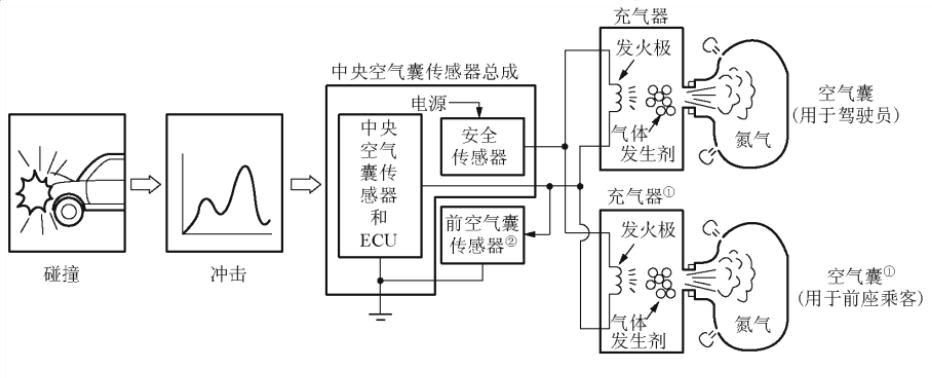 碰撞
冲击
中央空气囊传感器总成
电源
中央
空气
囊传
感器
和
ECU
安全
传感器
前空气囊
传感器②
充气器
发火极
气体
发生剂
氮气
空气囊
(用于驾驶员)
充气器①
发火极
气体
发生剂
氮气
空气囊①
(用于前座乘客)